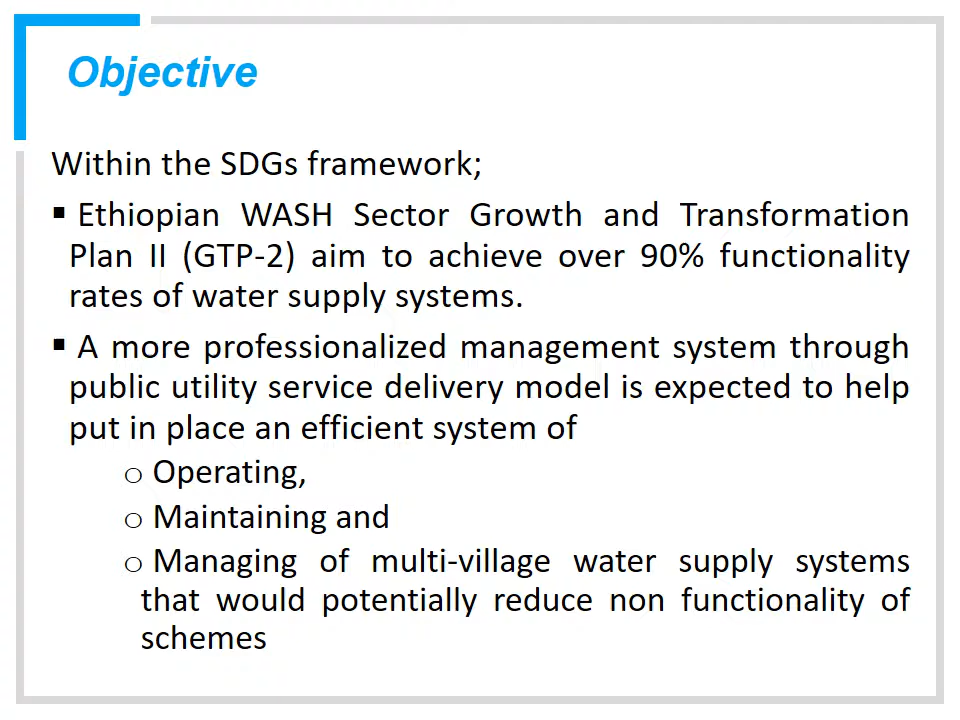 Objective
Within the SDGs framework;
▪ Ethiopian WASH Sector Growth and Transformation
Plan II (GTP-2) aim to achieve over 90% functionality
rates of water supply systems.
▪ A more professionalized management system through
public utility service delivery model is expected to help
put in place an efficient system of
o Operating,
o Maintaining and
o Managing of multi-village water supply systems
that would potentially reduce non functionality of
schemes